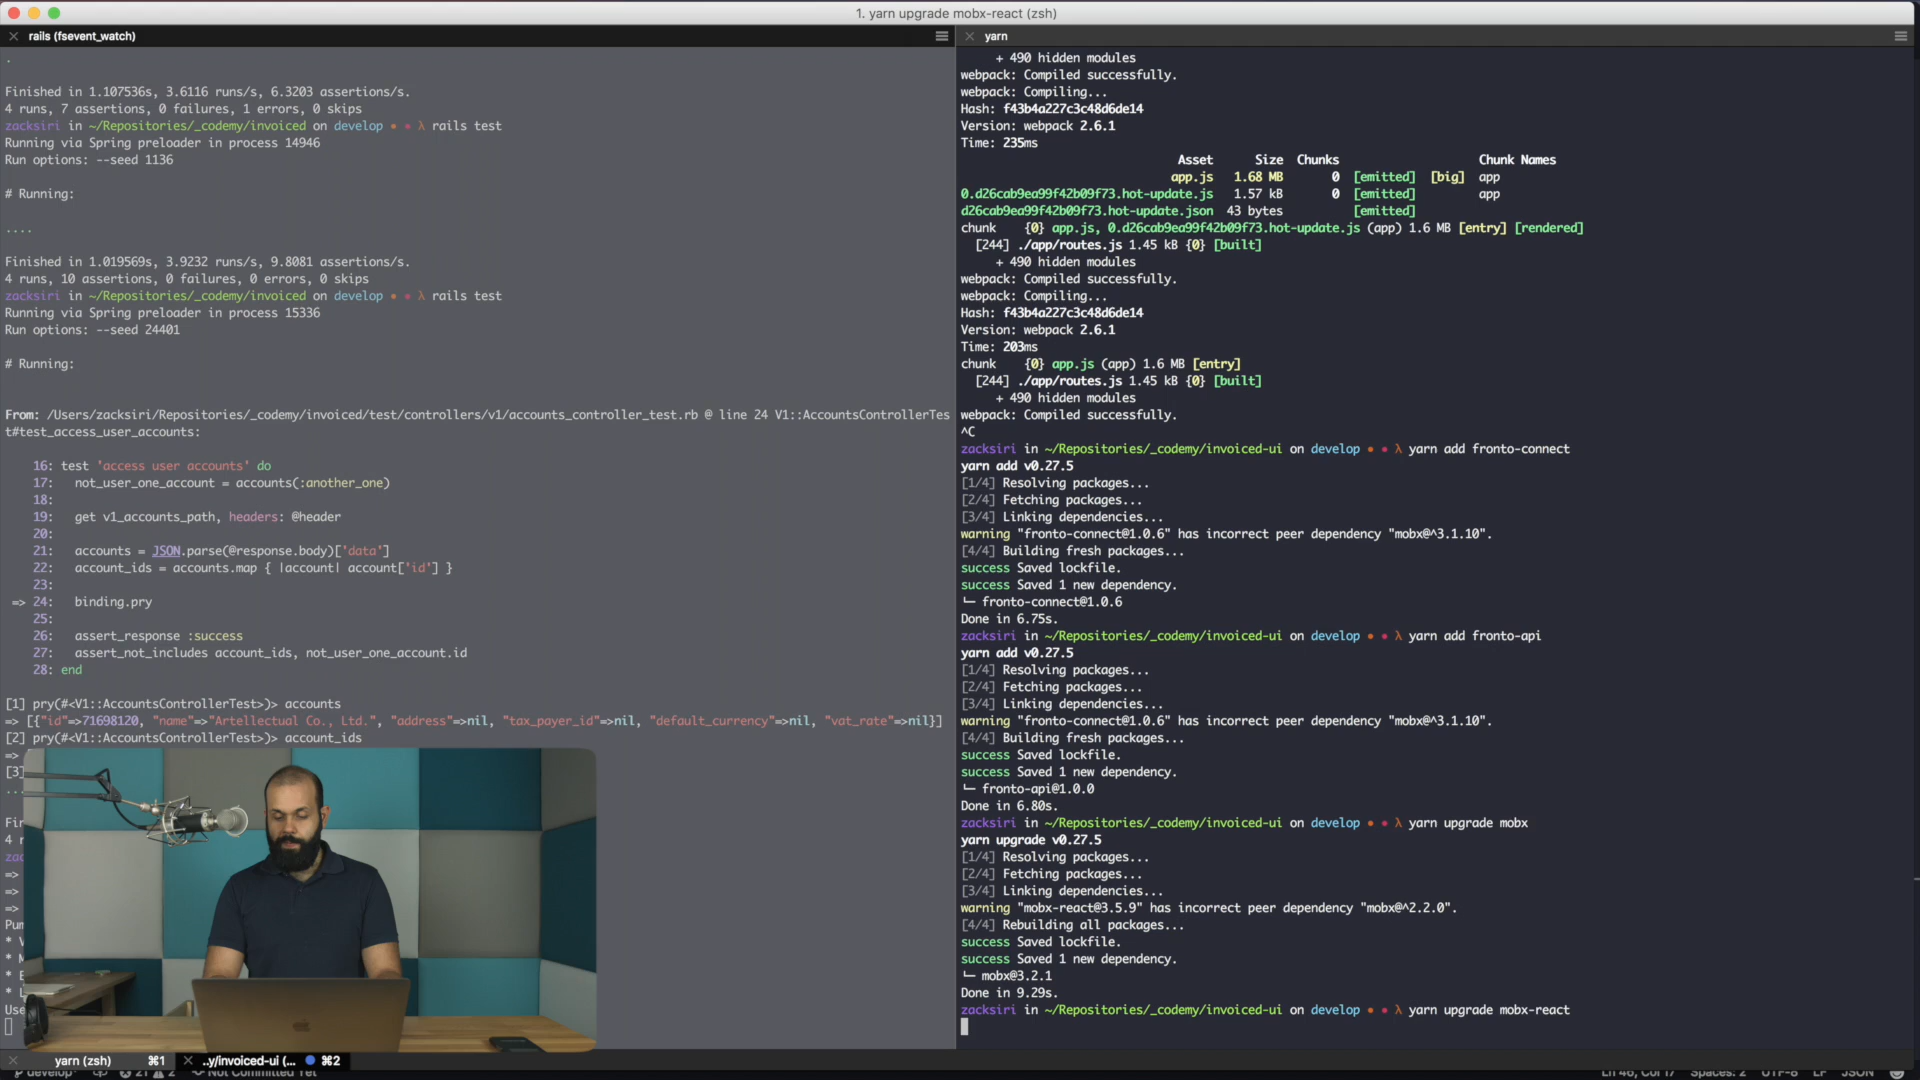 1. yarn upgrade mobx-react (zsh)
rails (fsevent_watch)
.
Finished in 1.107536s, 3.6116 runs/s, 6.3203 assertions/s.
4 runs, 7 assertions, 0 failures, 1 errors, 0 skips
zacksiri in ~/Repositories/_codemy/invoiced on develop • • λ rails test
Running via Spring preloader in process 14946
Run options: --seed 1136
# Running:
....
Finished in 1.019569s, 3.9232 runs/s, 9.8081 assertions/s.
4 runs, 10 assertions, 0 failures, 0 errors, 0 skips
zacksiri in ~/Repositories/_codemy/invoiced on develop • • λ rails test
Running via Spring preloader in process 15336
Run options: --seed 24401
# Running:
From: /Users/zacksiri/Repositories/_codemy/invoiced/test/controllers/v1/accounts_controller_test.rb @ line 24 V1::AccountsControllerTes
t#test_access_user_accounts:
16: test 'access user accounts' do
17: not_user_one_account = accounts(:another_one)
18:
19: get v1_accounts_path, headers: @header
20:
21: accounts = JSON.parse(@response.body)['data']
22: account_ids = accounts.map { |account| account['id'] }
23:
=> 24: binding.pry
25:
26: assert_response :success
27: assert_not_includes account_ids, not_user_one_account.id
28: end
[1] pry(#<V1::AccountsControllerTest>)> accounts
=> [{"id"=>71698120, "name"=>"Artellectual Co., Ltd.", "address"=>nil, "tax_payer_id"=>nil, "default_currency"=>nil, "vat_rate"=>nil}]
[2] pry(#<V1::AccountsControllerTest>)> account_ids
=>
[3]
...
Fin
4 r
zac
=>
=>
=>
Pum
* V
* M
* E
* L
Use
yarn
+ 490 hidden modules
webpack: Compiled successfully.
webpack: Compiling...
Hash: f43b4a227c3c48d6de14
Version: webpack 2.6.1
Time: 235ms
Asset Size Chunks Chunk Names
app.js 1.68 MB 0 [emitted] [big] app
0.d26cab9ea99f42b09f73.hot-update.js 1.57 kB 0 [emitted] app
d26cab9ea99f42b09f73.hot-update.json 43 bytes [emitted]
chunk {0} app.js, 0.d26cab9ea99f42b09f73.hot-update.js (app) 1.6 MB [entry] [rendered]
[244] ./app/routes.js 1.45 kB {0} [built]
+ 490 hidden modules
webpack: Compiled successfully.
webpack: Compiling...
Hash: f43b4a227c3c48d6de14
Version: webpack 2.6.1
Time: 203ms
chunk {0} app.js (app) 1.6 MB [entry]
[244] ./app/routes.js 1.45 kB {0} [built]
+ 490 hidden modules
webpack: Compiled successfully.
^C
zacksiri in ~/Repositories/_codemy/invoiced-ui on develop • • λ yarn add fronto-connect
yarn add v0.27.5
[1/4] Resolving packages...
[2/4] Fetching packages...
[3/4] Linking dependencies...
warning "fronto-connect@1.0.6" has incorrect peer dependency "mobx@^3.1.10".
[4/4] Building fresh packages...
success Saved lockfile.
success Saved 1 new dependency.
└─ fronto-connect@1.0.6
Done in 6.75s.
zacksiri in ~/Repositories/_codemy/invoiced-ui on develop • • λ yarn add fronto-api
yarn add v0.27.5
[1/4] Resolving packages...
[2/4] Fetching packages...
[3/4] Linking dependencies...
warning "fronto-connect@1.0.6" has incorrect peer dependency "mobx@^3.1.10".
[4/4] Building fresh packages...
success Saved lockfile.
success Saved 1 new dependency.
└─ fronto-api@1.0.0
Done in 6.80s.
zacksiri in ~/Repositories/_codemy/invoiced-ui on develop • • λ yarn upgrade mobx
yarn upgrade v0.27.5
[1/4] Resolving packages...
[2/4] Fetching packages...
[3/4] Linking dependencies...
warning "mobx-react@3.5.9" has incorrect peer dependency "mobx@^2.2.0".
[4/4] Rebuilding all packages...
success Saved lockfile.
success Saved 1 new dependency.
└─ mobx@3.2.1
Done in 9.29s.
zacksiri in ~/Repositories/_codemy/invoiced-ui on develop • • λ yarn upgrade mobx-react
yarn (zsh) ⌘1
..y/invoiced-ui (... ⌘2
develop* 21 2 Not Committed Yet
Ln 46, Col 17 Spaces: 2 UTF-8 LF JSON